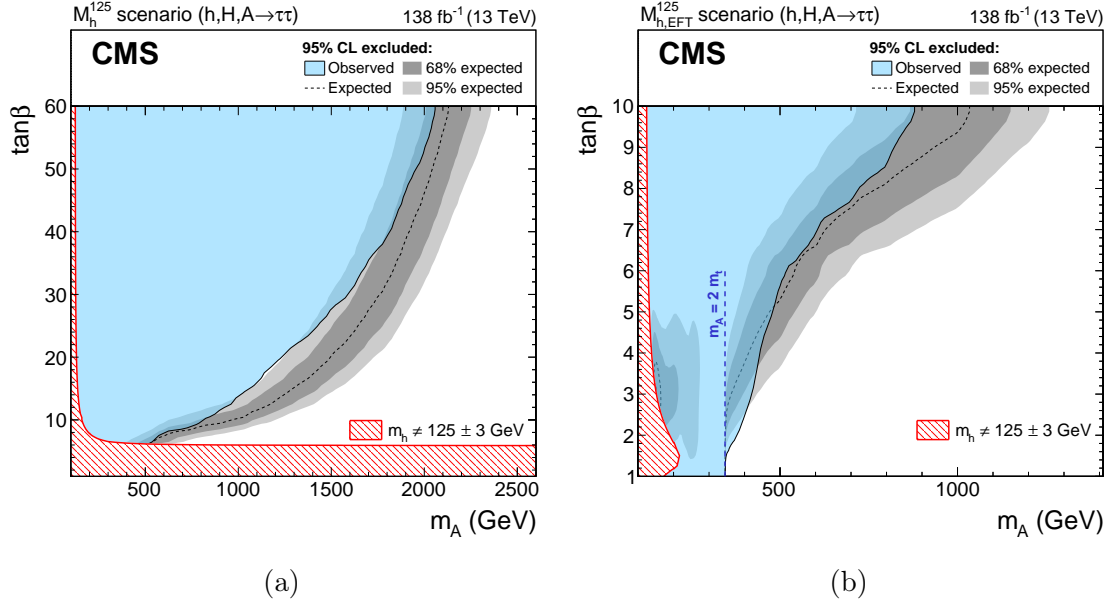 M_h^125 scenario (h,H,A→ττ) 138 fb⁻¹ (13 TeV)
CMS
95% CL excluded:
Observed 68% expected
Expected 95% expected
tanβ
60
50
40
30
20
10
m_h ≠ 125 ± 3 GeV
500 1000 1500 2000 2500
m_A (GeV)
(a)
M_h,EFT^125 scenario (h,H,A→ττ) 138 fb⁻¹ (13 TeV)
CMS
95% CL excluded:
Observed 68% expected
Expected 95% expected
tanβ
10
9
8
7
6
5
4
3
2
1
m_A = 2 m_t
m_h ≠ 125 ± 3 GeV
1 500 1000
m_A (GeV)
(b)